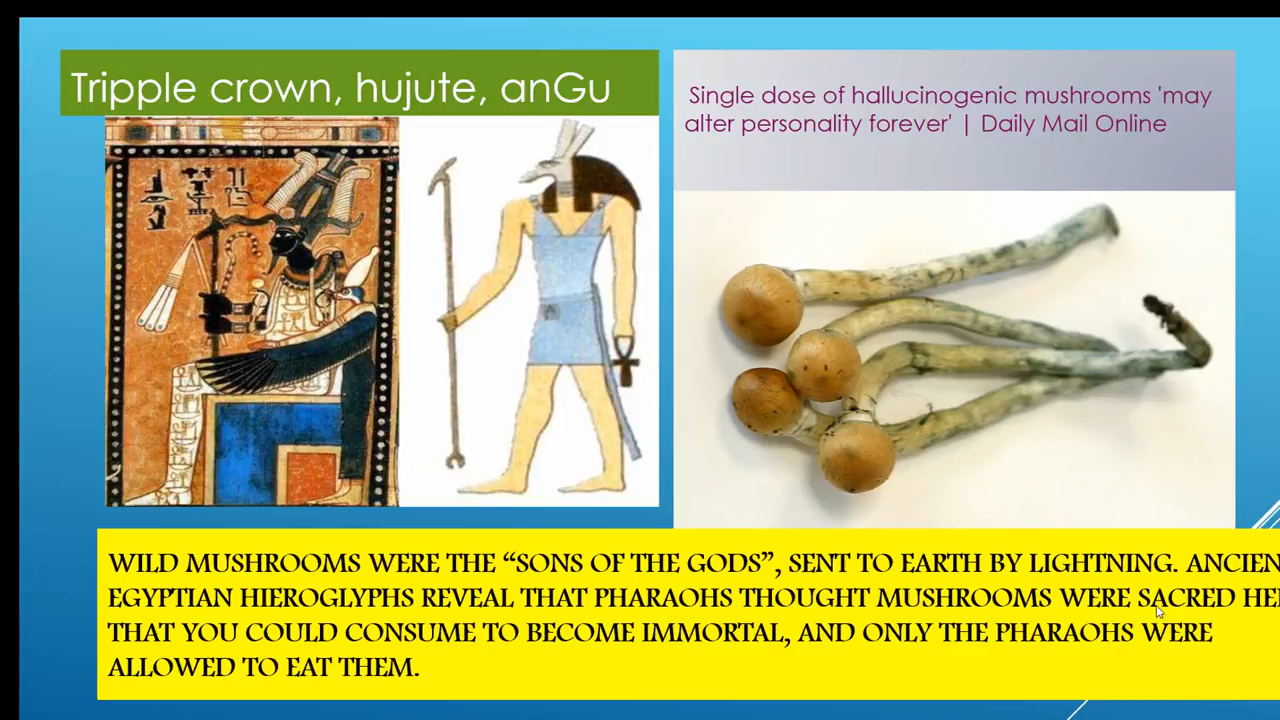 Tripple crown, hujute, anGu
Single dose of hallucinogenic mushrooms 'may
alter personality forever' | Daily Mail Online
WILD MUSHROOMS WERE THE “SONS OF THE GODS”, SENT TO EARTH BY LIGHTNING. ANCIEN
EGYPTIAN HIEROGLYPHS REVEAL THAT PHARAOHS THOUGHT MUSHROOMS WERE SACRED HE
THAT YOU COULD CONSUME TO BECOME IMMORTAL, AND ONLY THE PHARAOHS WERE
ALLOWED TO EAT THEM.